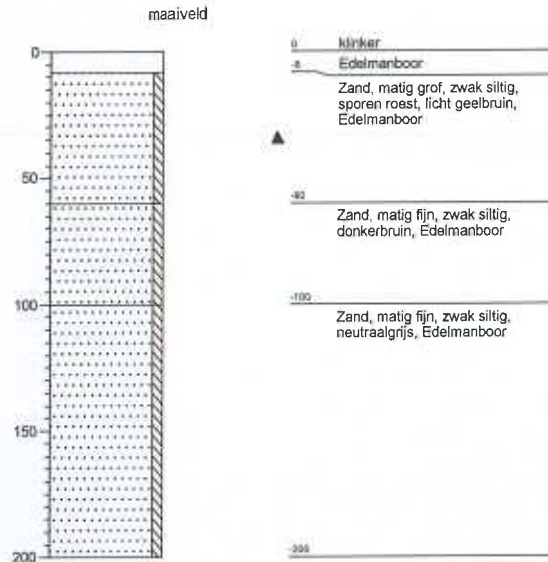 maaiveld
0
50
100
150
200
0 klinker
-8 Edelmanboor
Zand, matig grof, zwak siltig,
sporen roest, licht geelbruin,
Edelmanboor
-60
Zand, matig fijn, zwak siltig,
donkerbruin, Edelmanboor
-100
Zand, matig fijn, zwak siltig,
neutraalgrijs, Edelmanboor
-200